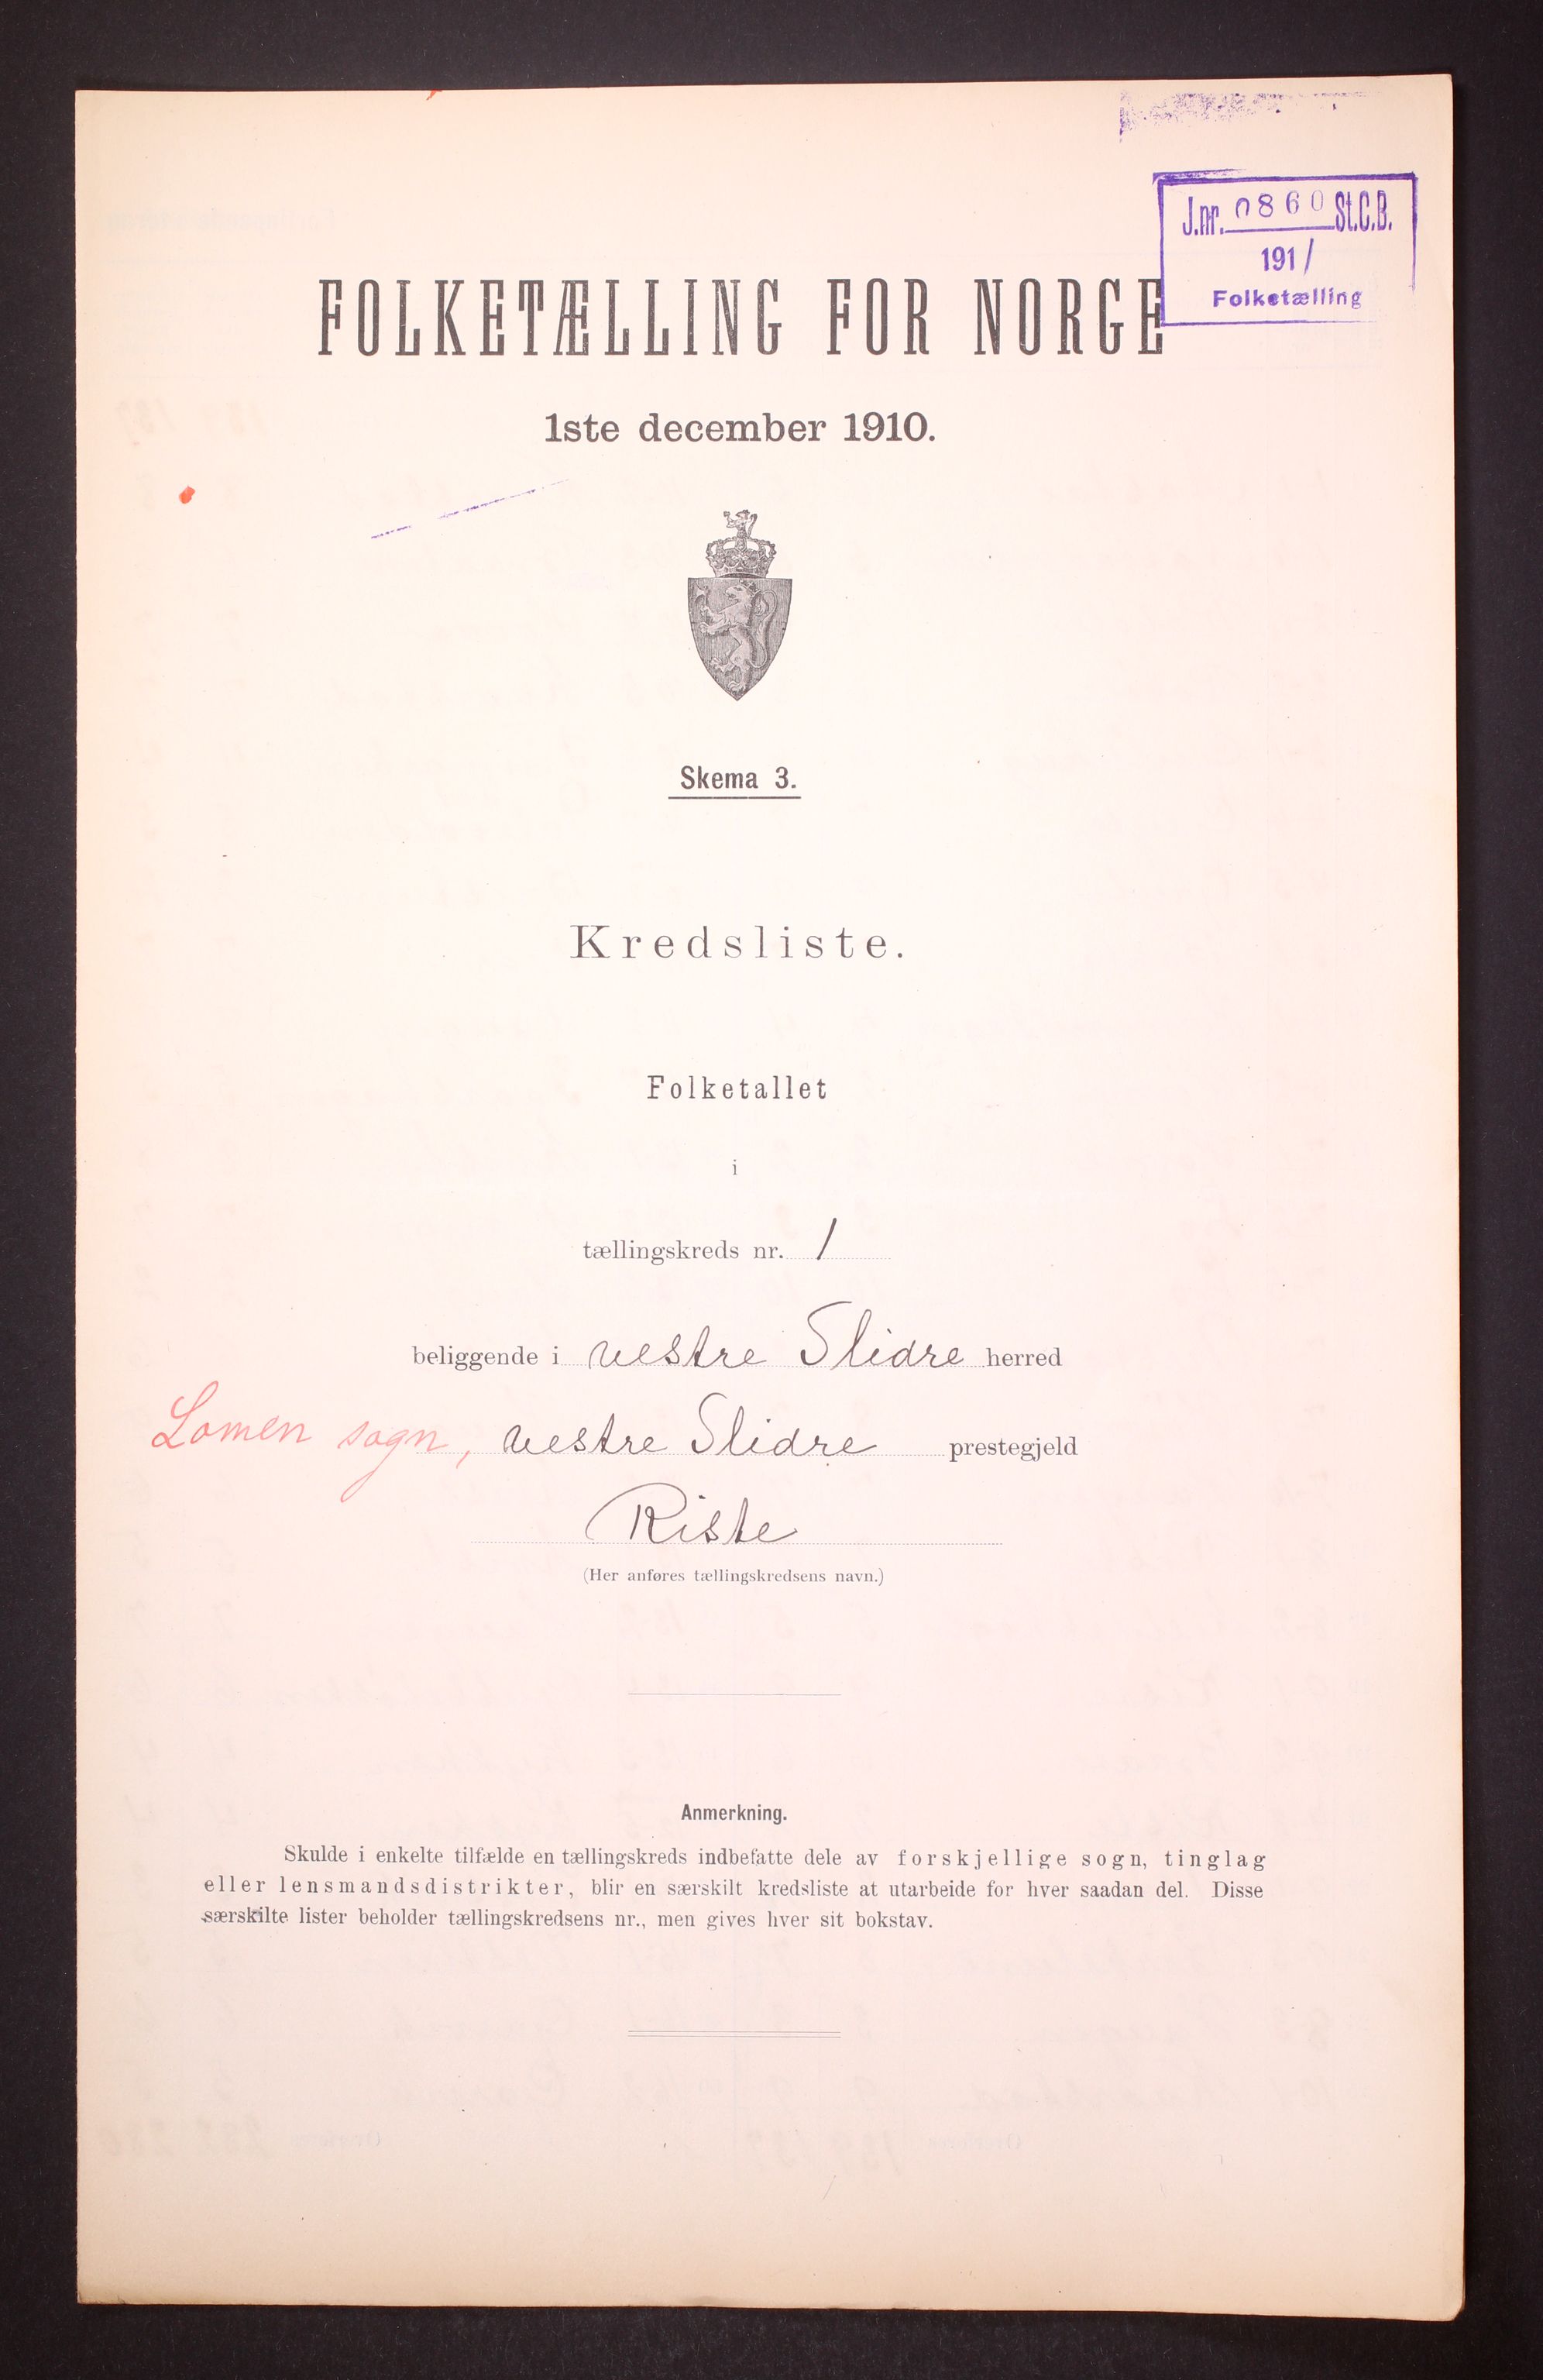 J.nr. 0860 St.C.B.
191/
Folketælling
FOLKETÆLLING FOR NORGE
1ste december 1910.
Skema 3.
Kredsliste.
Folketallet
i
tællingskreds nr. 1
beliggende i vestre Slidre herred
Lomen sogn, vestre Slidre prestegjeld
Riste
(Her anføres tællingskredsens navn.)
Anmerkning.
Skulde i enkelte tilfælde en tællingskreds indbefatte dele av forskjellige sogn, tinglag
eller lensmandsdistrikter, blir en særskilt kredsliste at utarbeide for hver saadan del. Disse
særskilte lister beholder tællingskredsens nr., men gives hver sit bokstav.